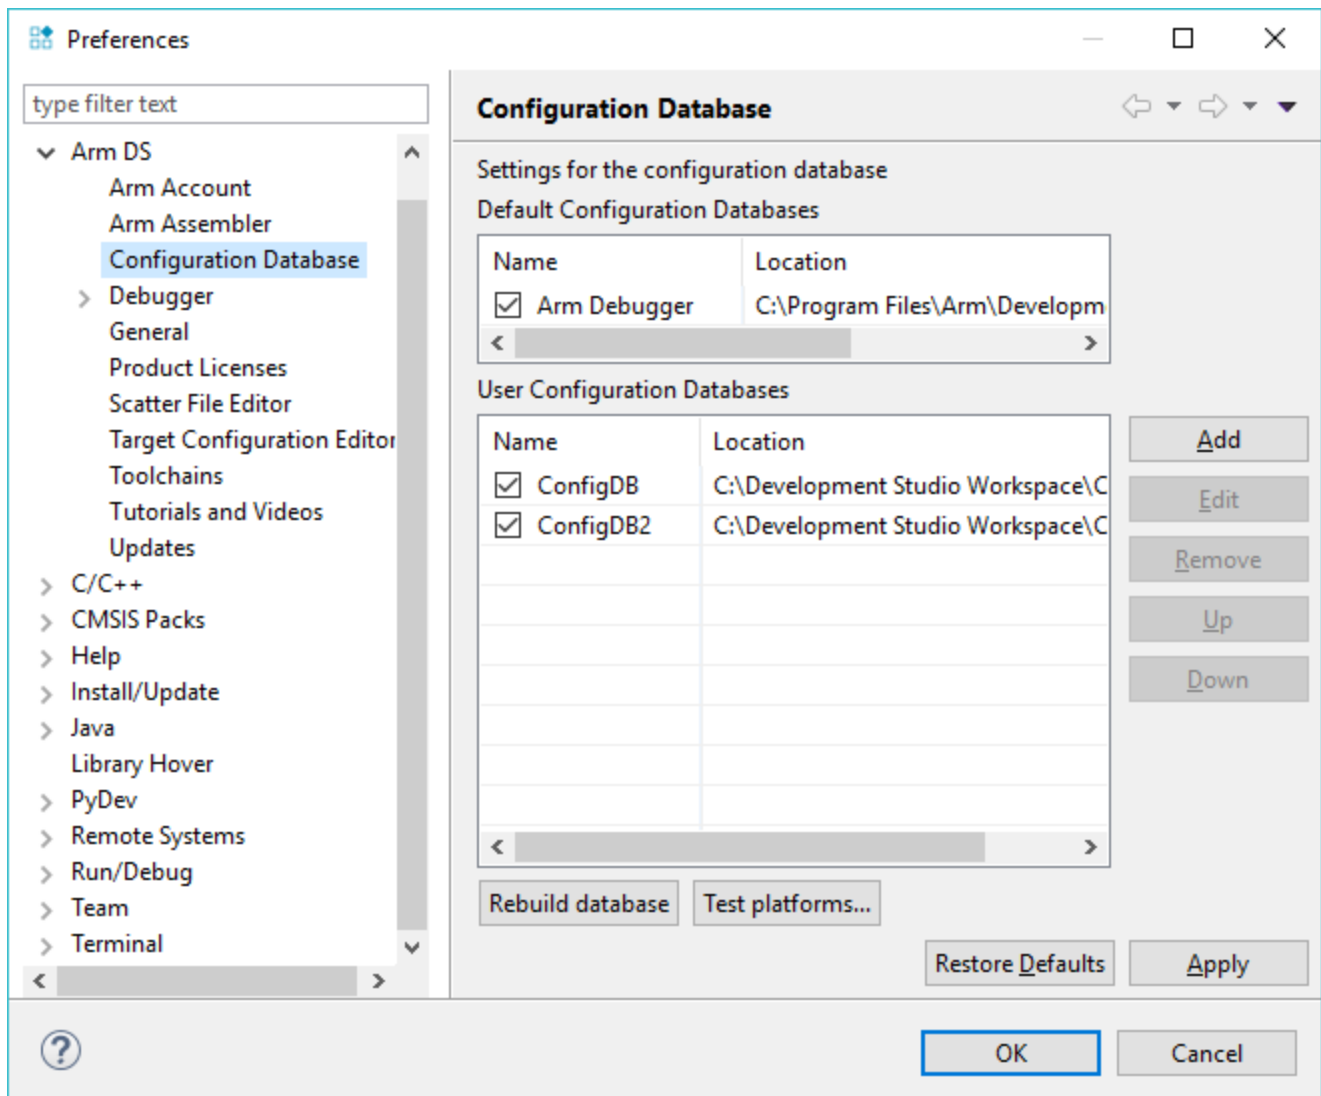 Preferences
type filter text
Arm DS
Arm Account
Arm Assembler
Configuration Database
Debugger
General
Product Licenses
Scatter File Editor
Target Configuration Editor
Toolchains
Tutorials and Videos
Updates
C/C++
CMSIS Packs
Help
Install/Update
Java
Library Hover
PyDev
Remote Systems
Run/Debug
Team
Terminal
Configuration Database
Settings for the configuration database
Default Configuration Databases
Name Location
Arm Debugger C:\Program Files\Arm\Developm
User Configuration Databases
Name Location
ConfigDB C:\Development Studio Workspace\C
ConfigDB2 C:\Development Studio Workspace\C
Add
Edit
Remove
Up
Down
Rebuild database Test platforms...
Restore Defaults Apply
OK Cancel